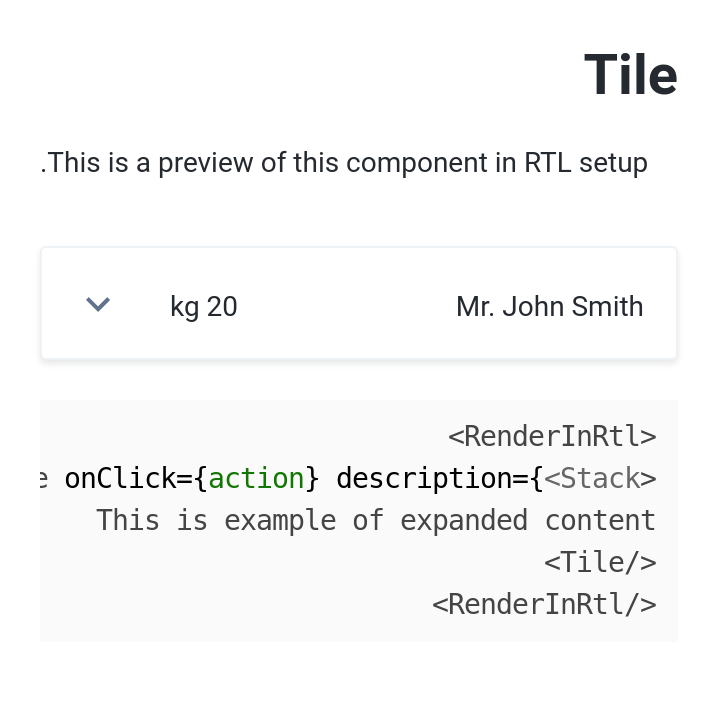 Tile
.This is a preview of this component in RTL setup
Mr. John Smith
kg 20
<RenderInRtl>
onClick={action} description={<Stack>
This is example of expanded content
<Tile/>
<RenderInRtl/>